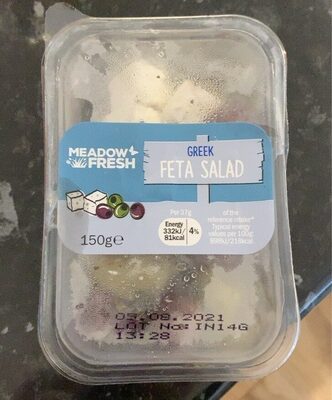 MEADOW
FRESH
GREEK
FETA SALAD
150g℮
Per 37g
Energy
332kJ/
81kcal
4%
of the
reference intake*
Typical energy
values per 100g:
898kJ/218kcal
05.08.2021
LOT No: IN14G
13:28